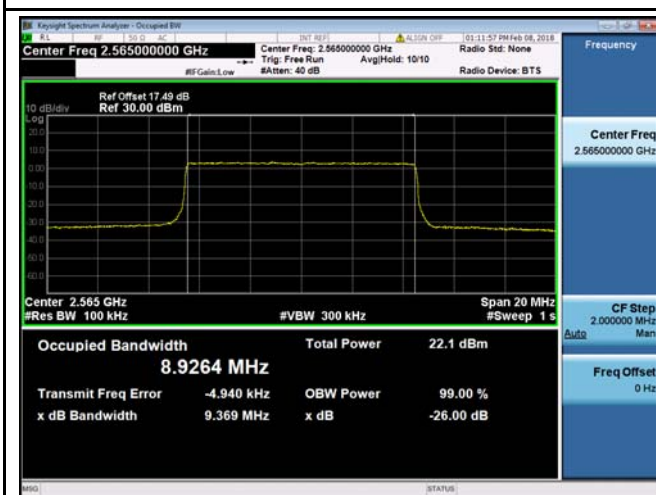 Keysight Spectrum Analyzer - Occupied BW
RL RF 50 Ω AC INT REF ALIGN OFF 01:11:57 PM Feb 08, 2018
Center Freq 2.565000000 GHz
Center Freq: 2.565000000 GHz
Radio Std: None
Trig: Free Run Avg|Hold: 10/10
#IFGain:Low #Atten: 40 dB Radio Device: BTS
Frequency
Ref Offset 17.49 dB
10 dB/div Ref 30.00 dBm
Log
20.0
10.0
0.00
10.0
20.0
30.0
40.0
50.0
60.0
Center Freq
2.565000000 GHz
Center 2.565 GHz Span 20 MHz
#Res BW 100 kHz #VBW 300 kHz #Sweep 1 s
CF Step
2.000000 MHz
Auto Man
Occupied Bandwidth Total Power 22.1 dBm
8.9264 MHz
Freq Offset
0 Hz
Transmit Freq Error -4.940 kHz OBW Power 99.00 %
x dB Bandwidth 9.369 MHz x dB -26.00 dB
MSG STATUS